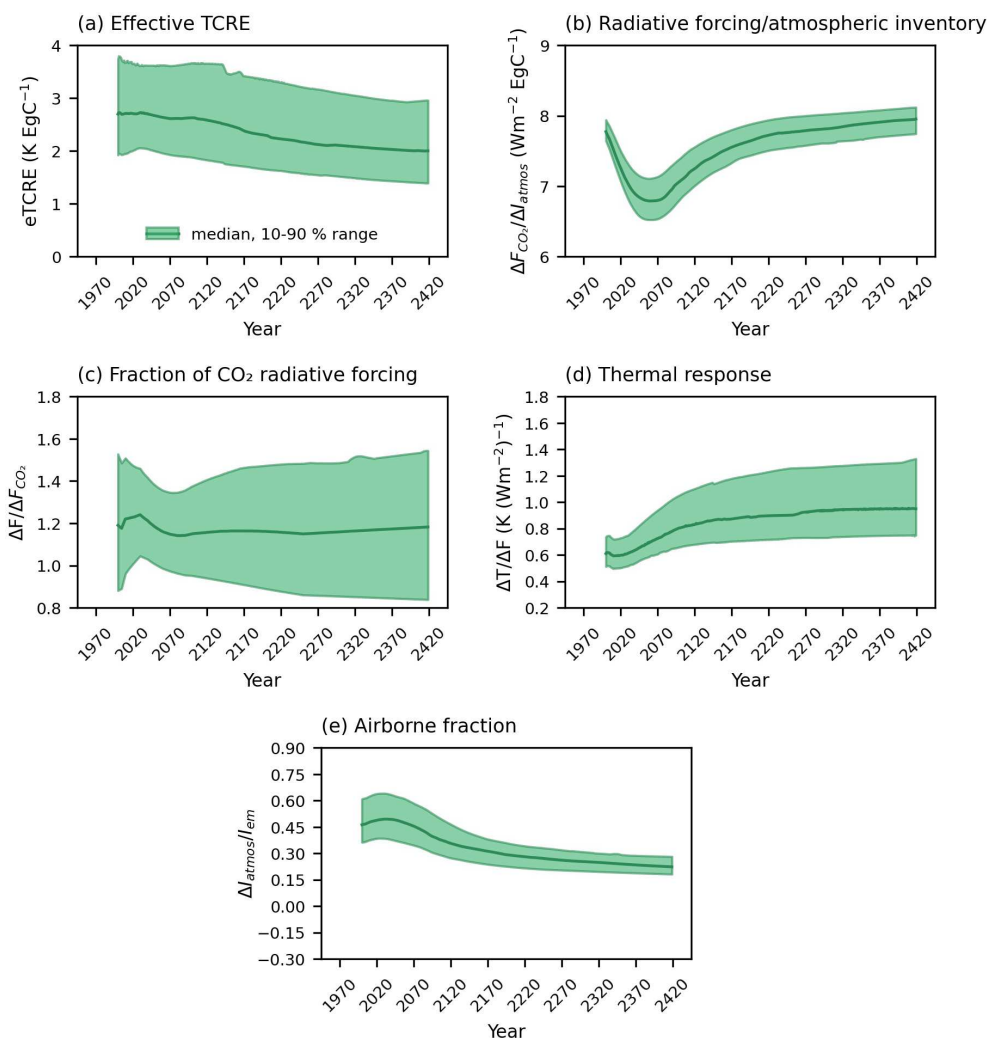 (a) Effective TCRE
eTCRE (K EgC⁻¹)
4
3
2
1
0
median, 10-90 % range
1970 2020 2070 2120 2170 2220 2270 2320 2370 2420
Year
(b) Radiative forcing/atmospheric inventory
ΔF_CO₂/ΔI_atmos (Wm⁻² EgC⁻¹)
9
8
7
6
1970 2020 2070 2120 2170 2220 2270 2320 2370 2420
Year
(c) Fraction of CO₂ radiative forcing
ΔF/ΔF_CO₂
1.8
1.6
1.4
1.2
1.0
0.8
1970 2020 2070 2120 2170 2220 2270 2320 2370 2420
Year
(d) Thermal response
ΔT/ΔF (K (Wm⁻²)⁻¹)
1.8
1.6
1.4
1.2
1.0
0.8
0.6
0.4
0.2
1970 2020 2070 2120 2170 2220 2270 2320 2370 2420
Year
(e) Airborne fraction
ΔI_atmos/I_em
0.90
0.75
0.60
0.45
0.30
0.15
0.00
−0.15
−0.30
1970 2020 2070 2120 2170 2220 2270 2320 2370 2420
Year